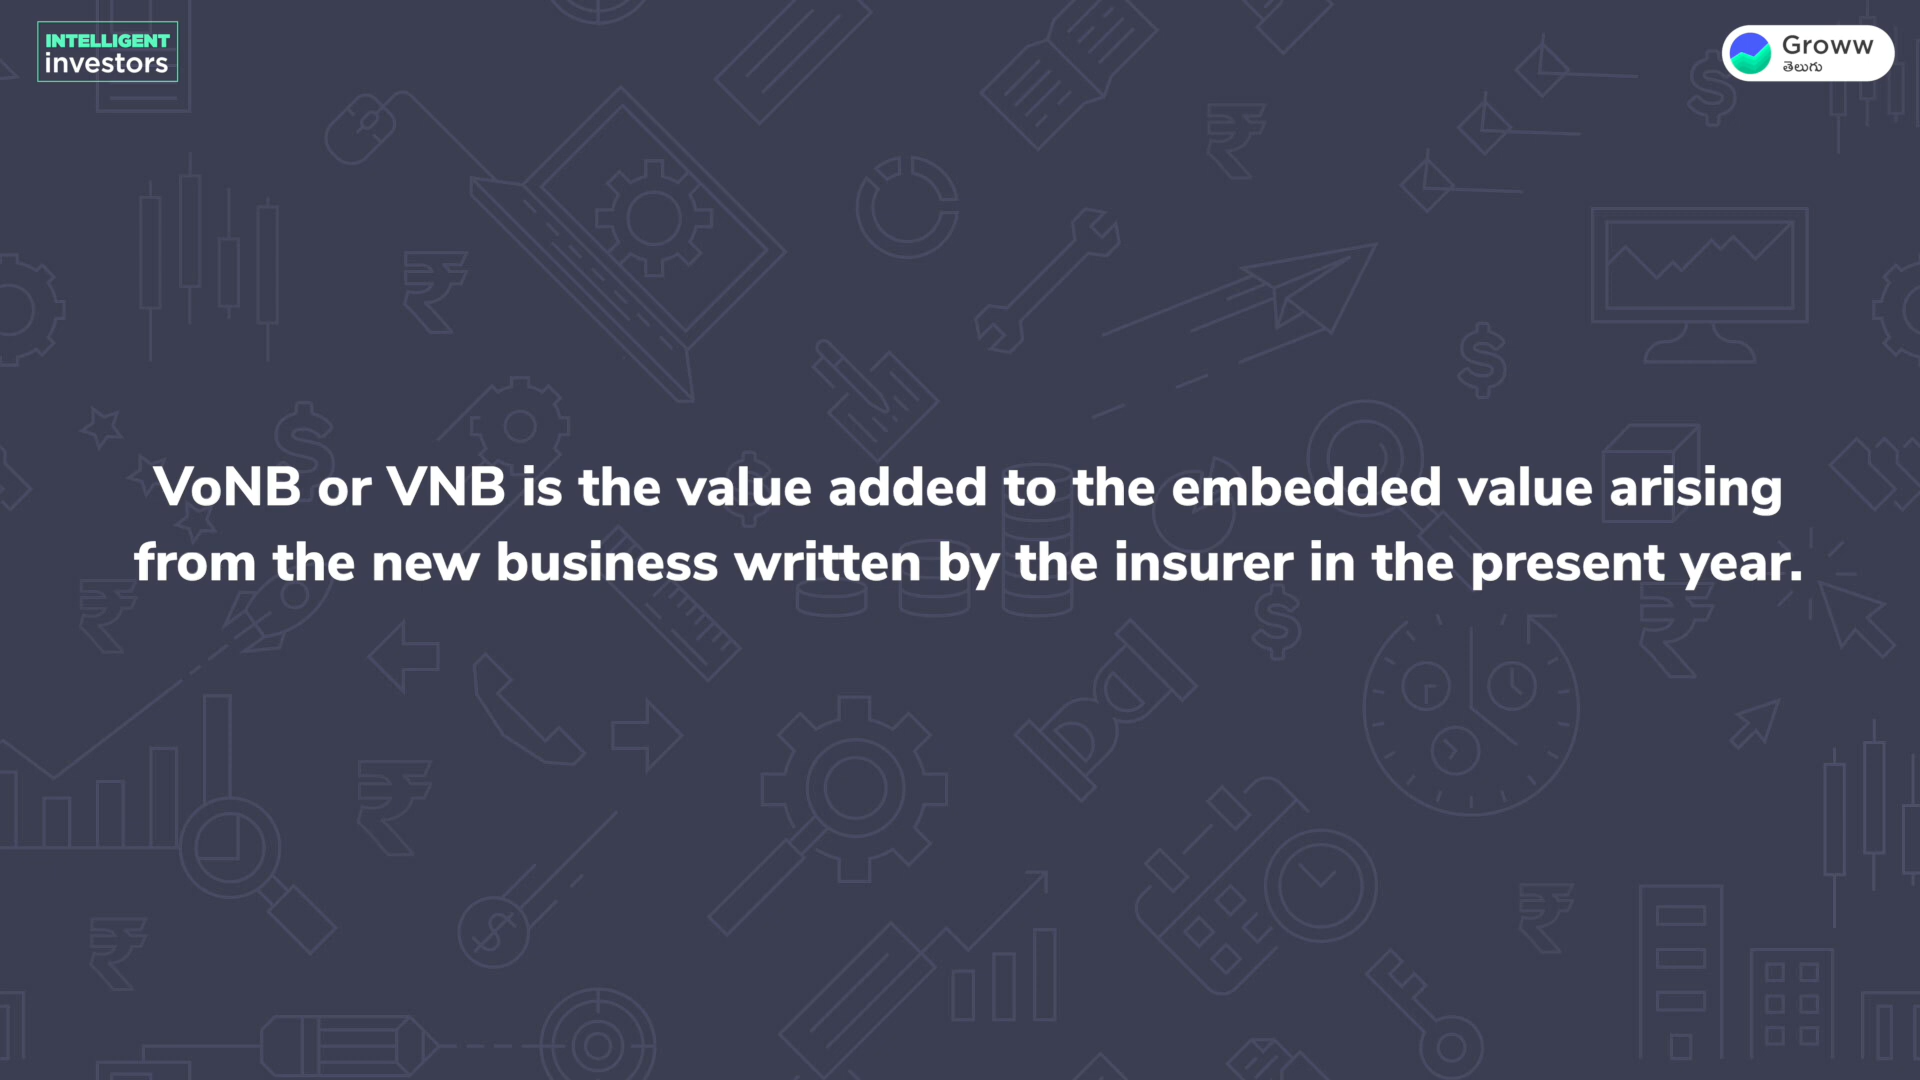 INTELLIGENT
investors
Groww
తెలుగు
VoNB or VNB is the value added to the embedded value arising
from the new business written by the insurer in the present year.